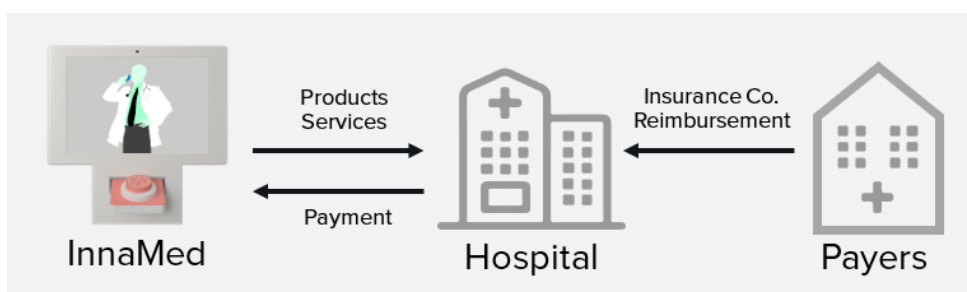 Products
Services
Insurance Co.
Reimbursement
Payment
InnaMed
Hospital
Payers